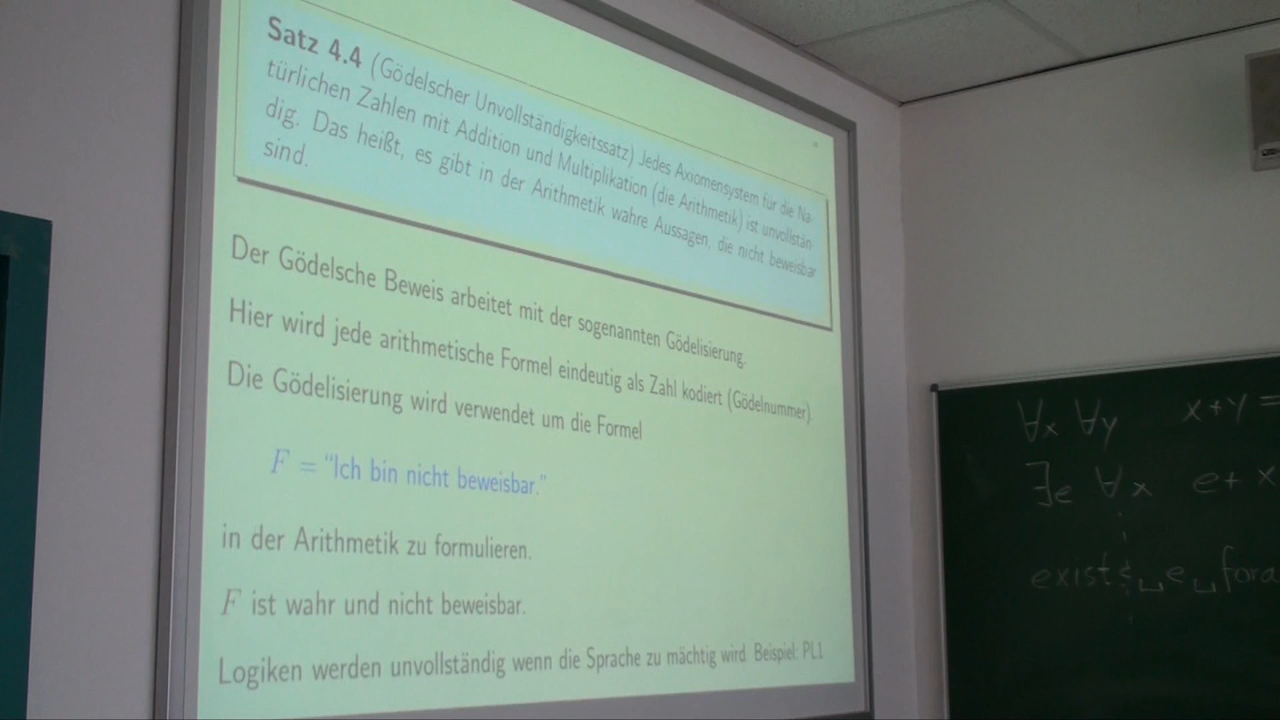 Satz 4.4 (Gödelscher Unvollständigkeitssatz) Jedes Axiomensystem für die Na-
türlichen Zahlen mit Addition und Multiplikation (die Arithmetik) ist unvollstän-
dig. Das heißt, es gibt in der Arithmetik wahre Aussagen, die nicht beweisbar
sind.
Der Gödelsche Beweis arbeitet mit der sogenannten Gödelisierung.
Hier wird jede arithmetische Formel eindeutig als Zahl kodiert (Gödelnummer).
Die Gödelisierung wird verwendet um die Formel
F = “Ich bin nicht beweisbar.”
in der Arithmetik zu formulieren.
F ist wahr und nicht beweisbar.
Logiken werden unvollständig wenn die Sprache zu mächtig wird. Beispiel: PL1
∀x ∀y x+y =
∃e ∀x e+ x
exist␣e␣fora